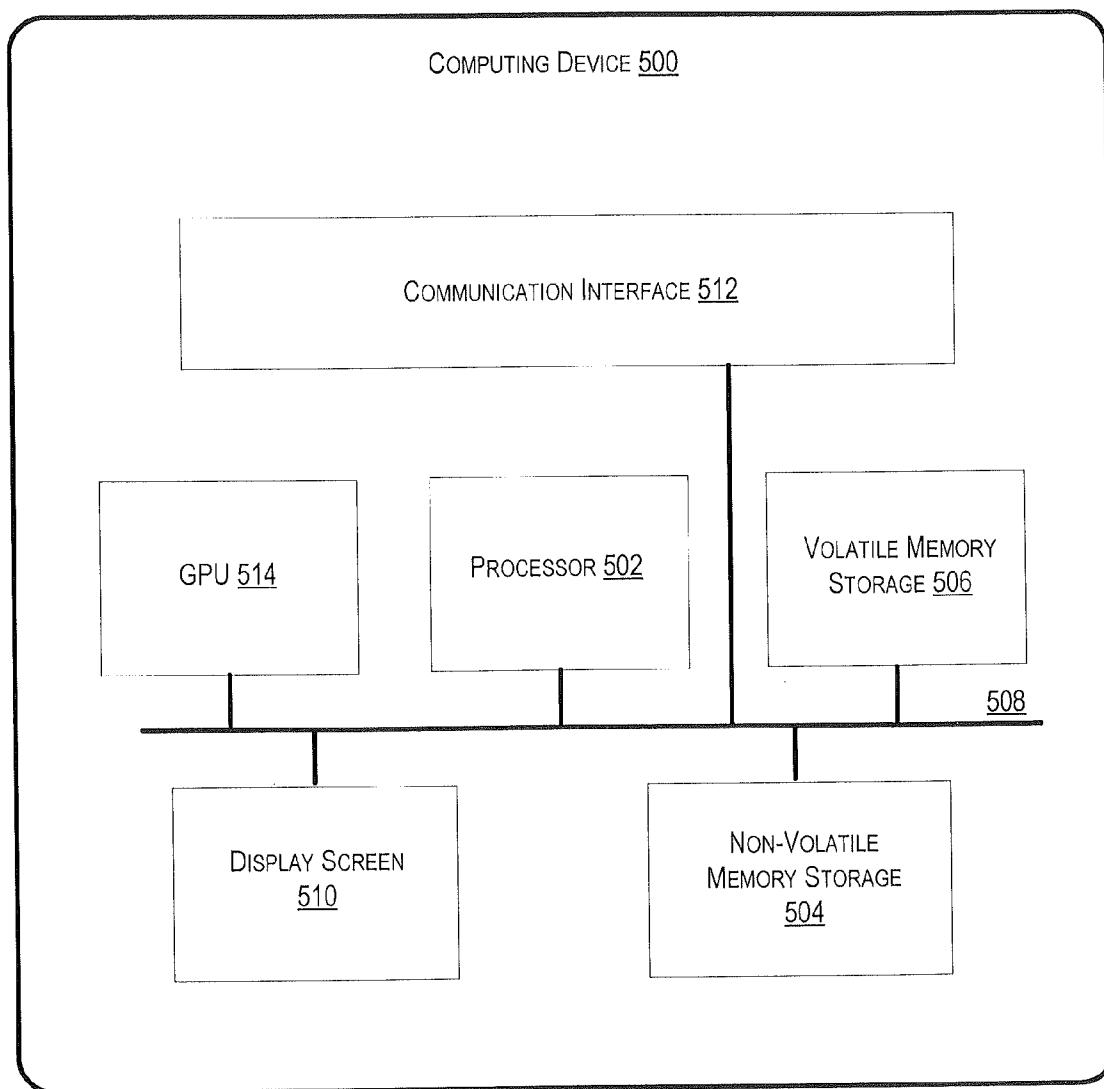 COMPUTING DEVICE 500
COMMUNICATION INTERFACE 512
GPU 514
PROCESSOR 502
VOLATILE MEMORY
STORAGE 506
508
DISPLAY SCREEN
510
NON-VOLATILE
MEMORY STORAGE
504